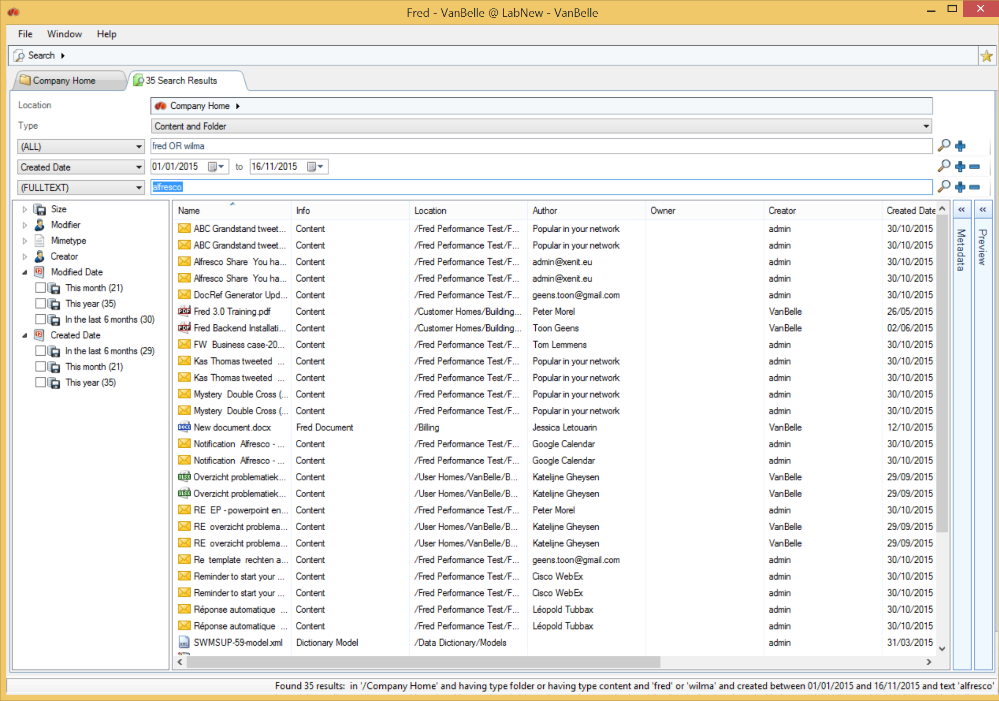 Fred - VanBelle @ LabNew - VanBelle
File Window Help
Search
Company Home 35 Search Results
Location Company Home
Type Content and Folder
(ALL) fred OR wilma
Created Date 01/01/2015 to 16/11/2015
(FULLTEXT) alfresco
Size
Modifier
Mimetype
Creator
Modified Date
This month (21)
This year (35)
In the last 6 months (30)
Created Date
In the last 6 months (29)
This month (21)
This year (35)
Name Info Location Author Owner Creator Created Date
ABC Grandstand tweet... Content /Fred Performance Test/F... Popular in your network admin 30/10/2015
ABC Grandstand tweet... Content /Fred Performance Test/F... Popular in your network admin 30/10/2015
Alfresco Share You ha... Content /Fred Performance Test/F... admin@xenit.eu admin 30/10/2015
Alfresco Share You ha... Content /Fred Performance Test/F... admin@xenit.eu admin 30/10/2015
DocRef Generator Upd... Content /Fred Performance Test/F... geens.toon@gmail.com admin 30/10/2015
PDF Fred 3.0 Training.pdf Content /Customer Homes/Building... Peter Morel VanBelle 26/05/2015
PDF Fred Backend Installati... Content /Customer Homes/Building... Toon Geens VanBelle 02/06/2015
FW Business case-20... Content /Fred Performance Test/F... Tom Lemmens admin 30/10/2015
Kas Thomas tweeted ... Content /Fred Performance Test/F... Popular in your network admin 30/10/2015
Kas Thomas tweeted ... Content /Fred Performance Test/F... Popular in your network admin 30/10/2015
Mystery Double Cross (... Content /Fred Performance Test/F... Popular in your network admin 30/10/2015
Mystery Double Cross (... Content /Fred Performance Test/F... Popular in your network admin 30/10/2015
DOCX New document.docx Fred Document /Billing Jessica Letouarin VanBelle 12/10/2015
Notification Alfresco - ... Content /Fred Performance Test/F... Google Calendar admin 30/10/2015
Notification Alfresco - ... Content /Fred Performance Test/F... Google Calendar admin 30/10/2015
XLSX Overzicht problematiek... Content /User Homes/VanBelle/B... Katelijne Gheysen VanBelle 29/09/2015
XLSX Overzicht problematiek... Content /User Homes/VanBelle/B... Katelijne Gheysen VanBelle 29/09/2015
RE EP - powerpoint en... Content /Fred Performance Test/F... Peter Morel admin 30/10/2015
RE overzicht problema... Content /User Homes/VanBelle/B... Katelijne Gheysen VanBelle 29/09/2015
RE overzicht problema... Content /User Homes/VanBelle/B... Katelijne Gheysen VanBelle 29/09/2015
Re template rechten a... Content /Fred Performance Test/F... geens.toon@gmail.com admin 30/10/2015
Reminder to start your ... Content /Fred Performance Test/F... Cisco WebEx admin 30/10/2015
Reminder to start your ... Content /Fred Performance Test/F... Cisco WebEx admin 30/10/2015
Réponse automatique ... Content /Fred Performance Test/F... Léopold Tubbax admin 30/10/2015
Réponse automatique ... Content /Fred Performance Test/F... Léopold Tubbax admin 30/10/2015
XML SWMSUP-59-model.xml Dictionary Model /Data Dictionary/Models admin 31/03/2015
Metadata
Preview
Found 35 results: in '/Company Home' and having type folder or having type content and 'fred' or 'wilma' and created between 01/01/2015 and 16/11/2015 and text 'alfresco'